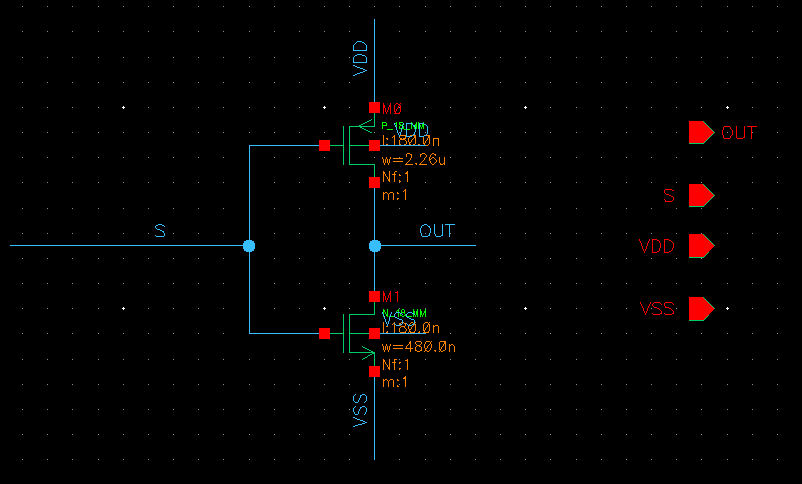 VDD
M0
P_18_MM
VDD
l:180.0n
w=2.26u
Nf:1
m:1
S
OUT
M1
N_18_MM
VSS
l:180.0n
w=480.0n
Nf:1
m:1
VSS
OUT
S
VDD
VSS